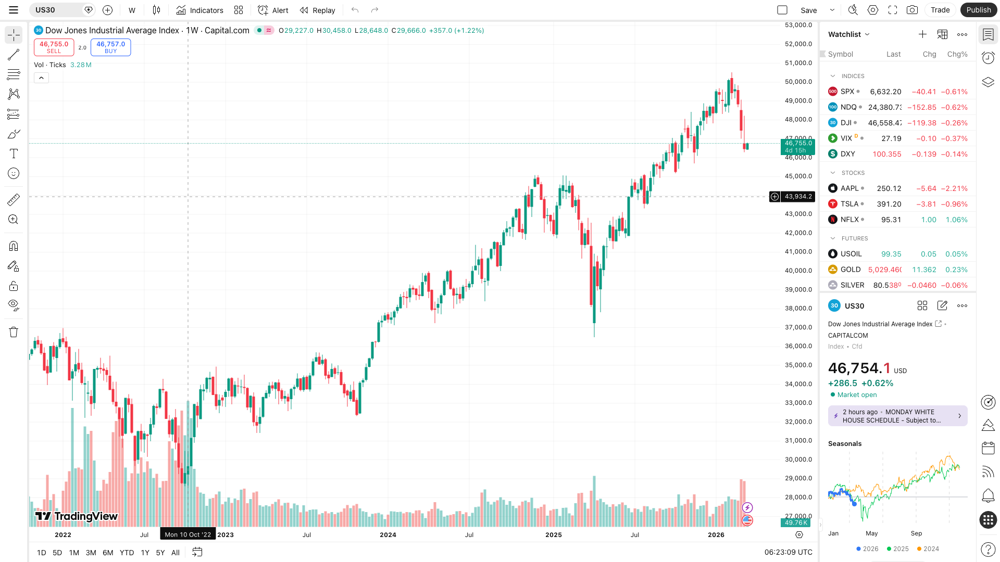 US30
W
Indicators
Alert
Replay
Save
Trade
Publish
30 Dow Jones Industrial Average Index · 1W · Capital.com O29,227.0 H30,458.0 L28,648.0 C29,666.0 +357.0 (+1.22%)
46,755.0
SELL
2.0
46,757.0
BUY
Vol · Ticks 3.28M
53,000.0
52,000.0
51,000.0
50,000.0
49,000.0
48,000.0
47,000.0
46,755.0
4d 15h
46,000.0
45,000.0
43,934.2
43,000.0
42,000.0
41,000.0
40,000.0
39,000.0
38,000.0
37,000.0
36,000.0
35,000.0
34,000.0
33,000.0
32,000.0
31,000.0
30,000.0
29,000.0
28,000.0
27,000.0
49.76K
TradingView
2022 Jul Mon 10 Oct '22 2023 Jul 2024 Jul 2025 Jul 2026
1D 5D 1M 3M 6M YTD 1Y 5Y All
06:23:09 UTC
Watchlist
Symbol Last Chg Chg%
INDICES
500 SPX 6,632.20 −40.41 −0.61%
100 NDQ 24,380.73 −152.85 −0.62%
30 DJI 46,558.47 −119.38 −0.26%
VIX D 27.19 −0.10 −0.37%
$ DXY 100.355 −0.139 −0.14%
STOCKS
AAPL 250.12 −5.64 −2.21%
TSLA 391.20 −3.81 −0.96%
N NFLX 95.31 1.00 1.06%
FUTURES
USOIL 99.35 0.05 0.05%
GOLD 5,029.460 11.362 0.23%
SILVER 80.5380 −0.0460 −0.06%
30 US30
Dow Jones Industrial Average Index •
CAPITALCOM
Index • Cfd
46,754.1 USD
+286.5 +0.62%
Market open
2 hours ago • MONDAY WHITE
HOUSE SCHEDULE - Subject to...
Seasonals
Jan May Sep
2026 2025 2024